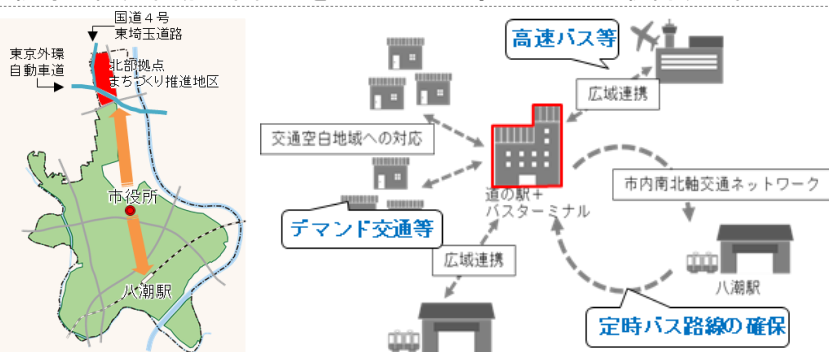 国道４号
東埼玉道路
東京外環
自動車道
北部拠点
まちづくり推進地区
市役所
八潮駅
高速バス等
広域連携
交通空白地域への対応
道の駅＋
バスターミナル
市内南北軸交通ネットワーク
デマンド交通等
広域連携
八潮駅
定時バス路線の確保